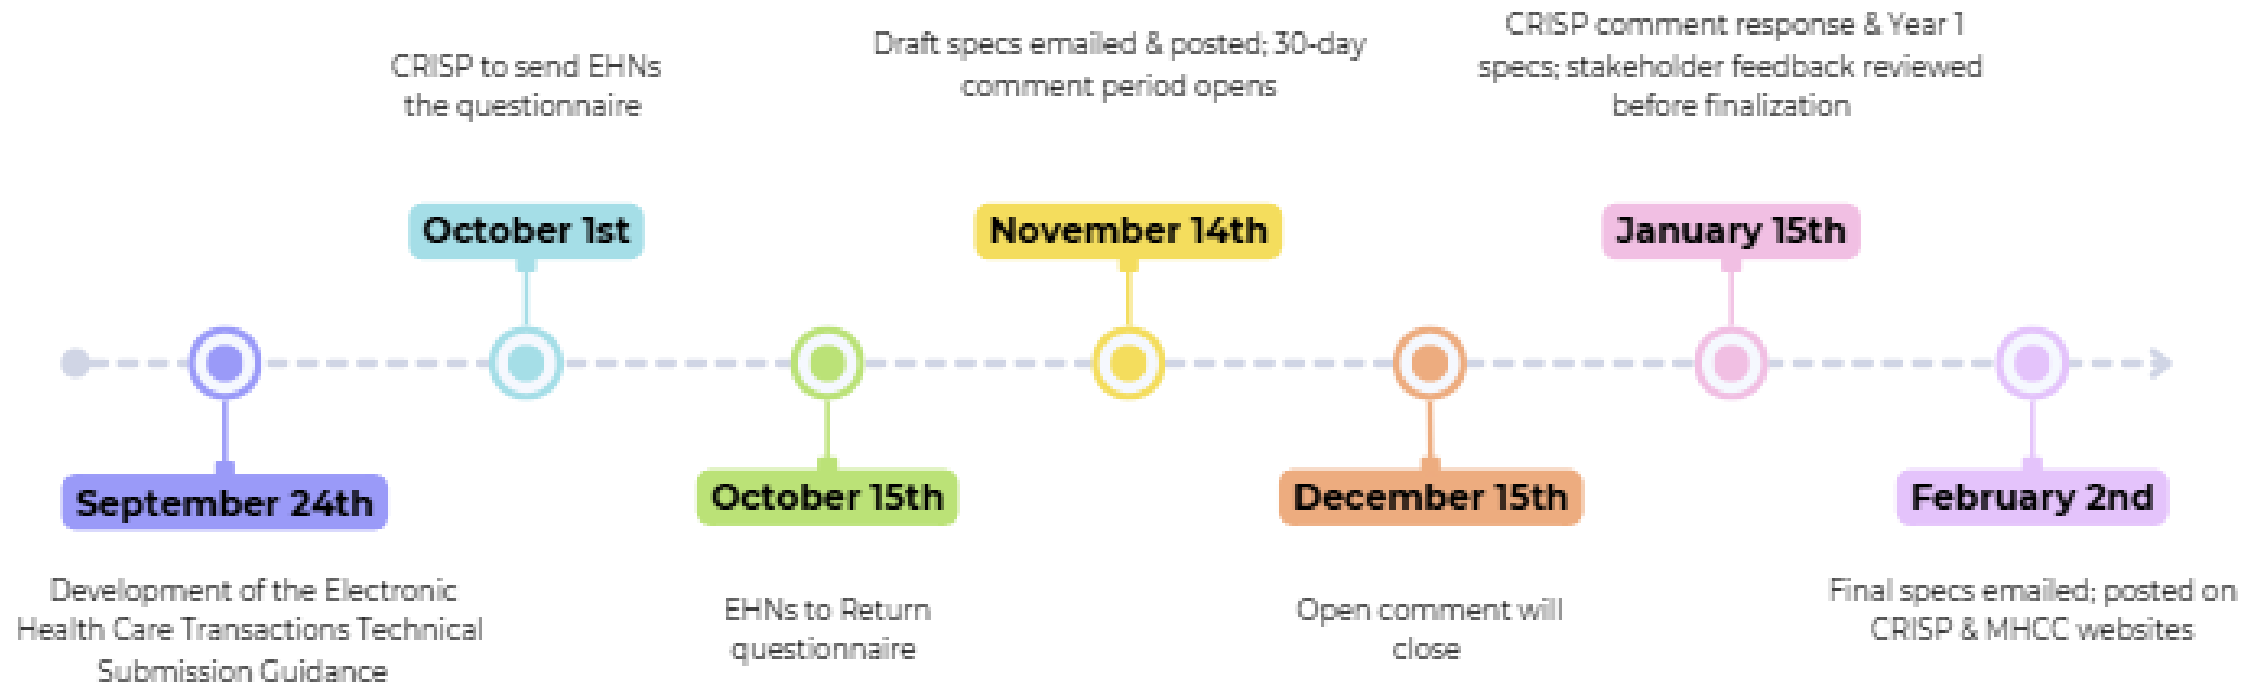 CRISP to send EHNs
the questionnaire
Draft specs emailed & posted; 30-day
comment period opens
CRISP comment response & Year 1
specs; stakeholder feedback reviewed
before finalization
October 1st
November 14th
January 15th
September 24th
October 15th
December 15th
February 2nd
Development of the Electronic
Health Care Transactions Technical
Submission Guidance
EHNs to Return
questionnaire
Open comment will
close
Final specs emailed; posted on
CRISP & MHCC websites